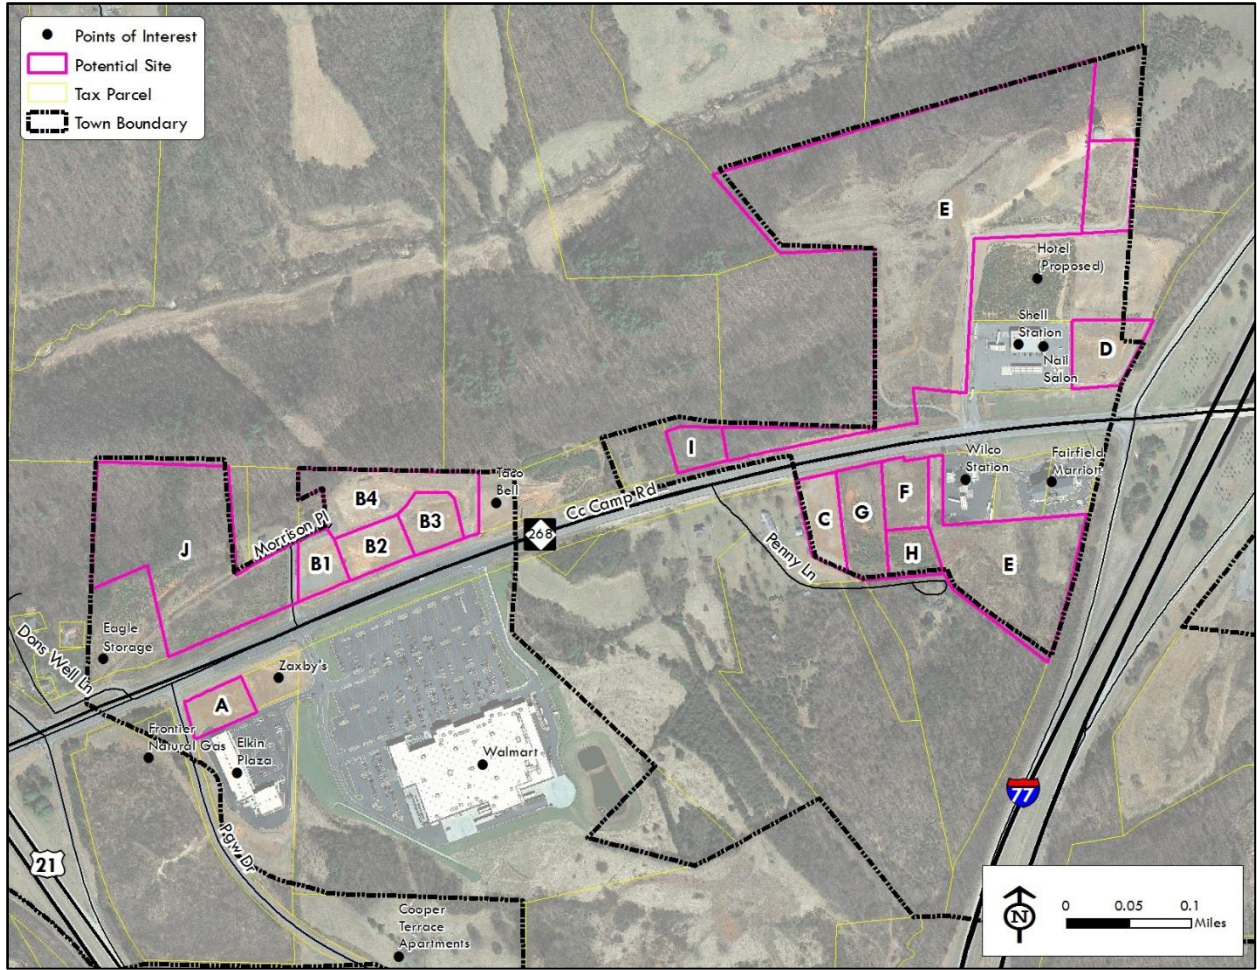 Points of Interest
Potential Site
Tax Parcel
Town Boundary
E
Hotel
(Proposed)
Shell
Station
Nail
Salon
D
I
Taco
Bell
Cc Camp Rd
268
Wilco
Station
Fairfield
Marriott
B4
B3
B2
B1
Morrison Pl
J
C
G
F
H
E
Penny Ln
Eagle
Storage
Dons Well Ln
Zaxby's
A
Frontier
Natural Gas
Elkin
Plaza
Walmart
Pgw Dr
77
21
Cooper
Terrace
Apartments
N
0 0.05 0.1
Miles